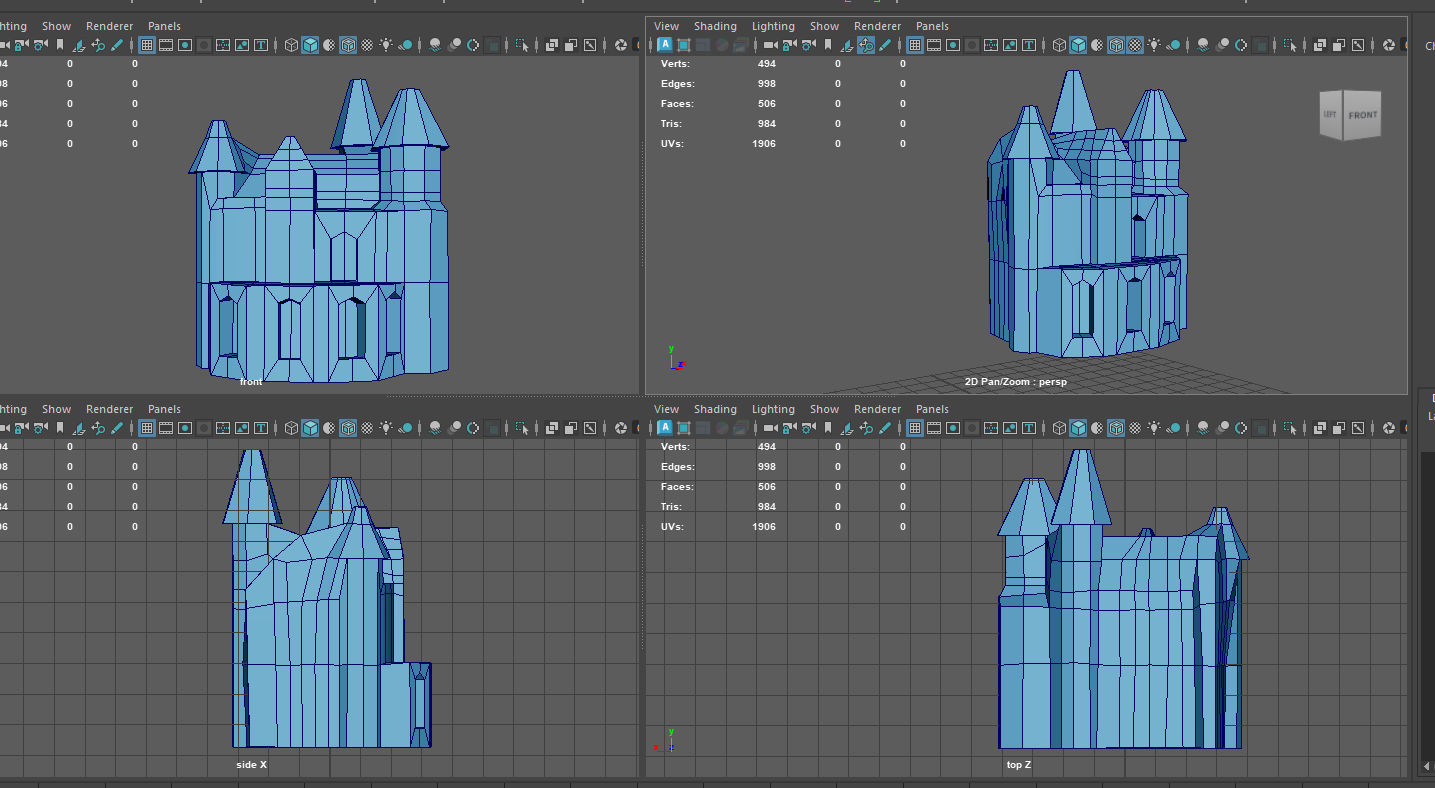 hting Show Renderer Panels
View Shading Lighting Show Renderer Panels
94 0 0
98 0 0
06 0 0
84 0 0
06 0 0
Verts: 494 0 0
Edges: 998 0 0
Faces: 506 0 0
Tris: 984 0 0
UVs: 1906 0 0
LEFT FRONT
y
z
front
2D Pan/Zoom : persp
hting Show Renderer Panels
View Shading Lighting Show Renderer Panels
94 0 0
98 0 0
06 0 0
84 0 0
06 0 0
Verts: 494 0 0
Edges: 998 0 0
Faces: 506 0 0
Tris: 984 0 0
UVs: 1906 0 0
y
x z
side X
top Z
Ch
La